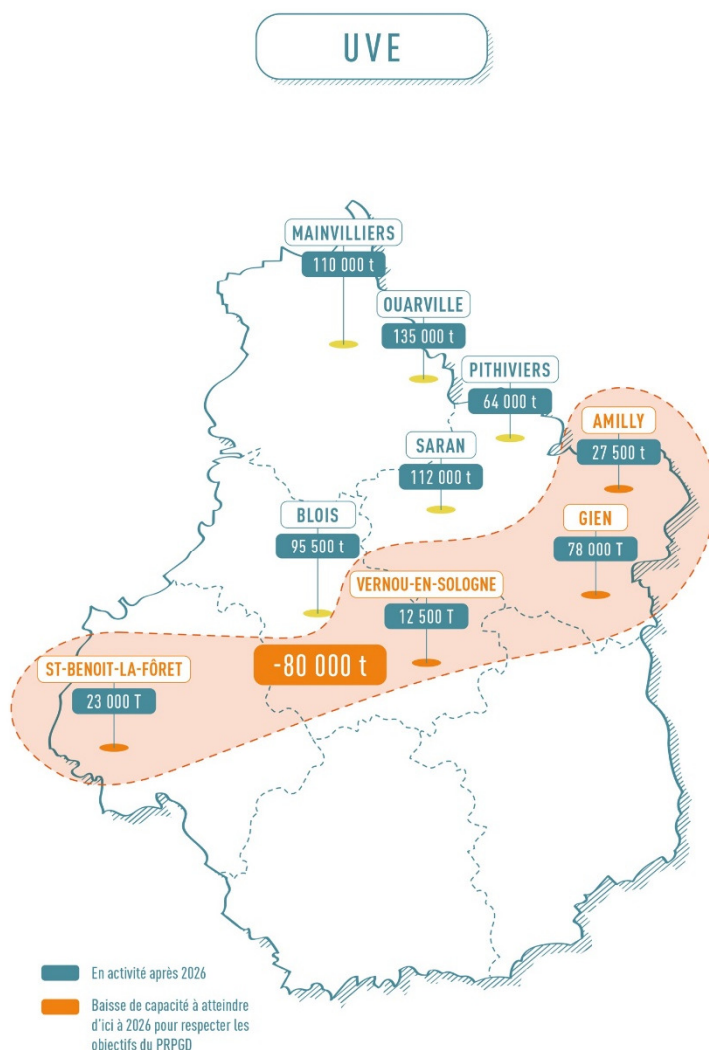 UVE
MAINVILLIERS
110 000 t
OUARVILLE
135 000 t
PITHIVIERS
64 000 t
AMILLY
27 500 t
SARAN
112 000 t
GIEN
78 000 T
BLOIS
95 500 t
VERNOU-EN-SOLOGNE
12 500 T
-80 000 t
ST-BENOIT-LA-FÔRET
23 000 T
En activité après 2026
Baisse de capacité à atteindre
d'ici à 2026 pour respecter les
objectifs du PRPGD